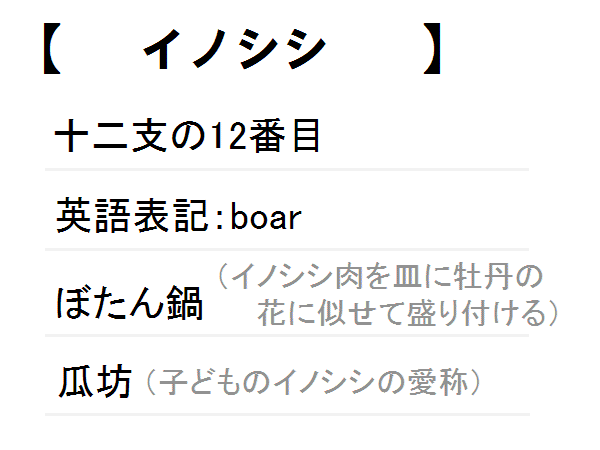 【 イノシシ 】
十二支の12番目
英語表記：boar
ぼたん鍋 （イノシシ肉を皿に牡丹の
花に似せて盛り付ける）
瓜坊 （子どものイノシシの愛称）